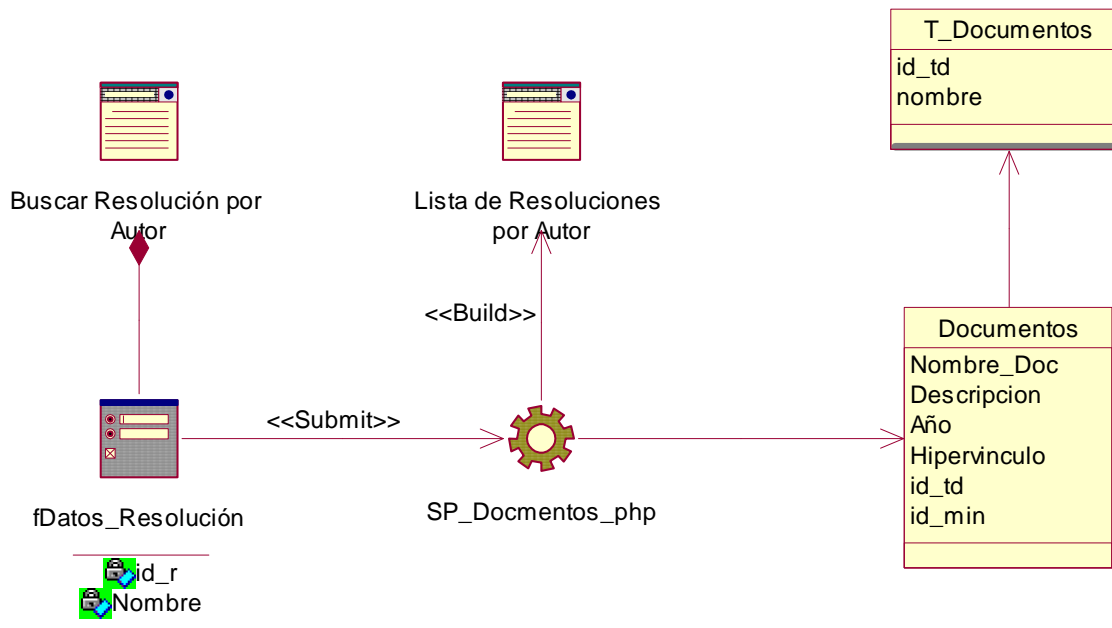 T_Documentos
id_td
nombre
Buscar Resolución por
Autor
Lista de Resoluciones
por Autor
<<Build>>
<<Submit>>
fDatos_Resolución
id_r
Nombre
SP_Docmentos_php
Documentos
Nombre_Doc
Descripcion
Año
Hipervinculo
id_td
id_min